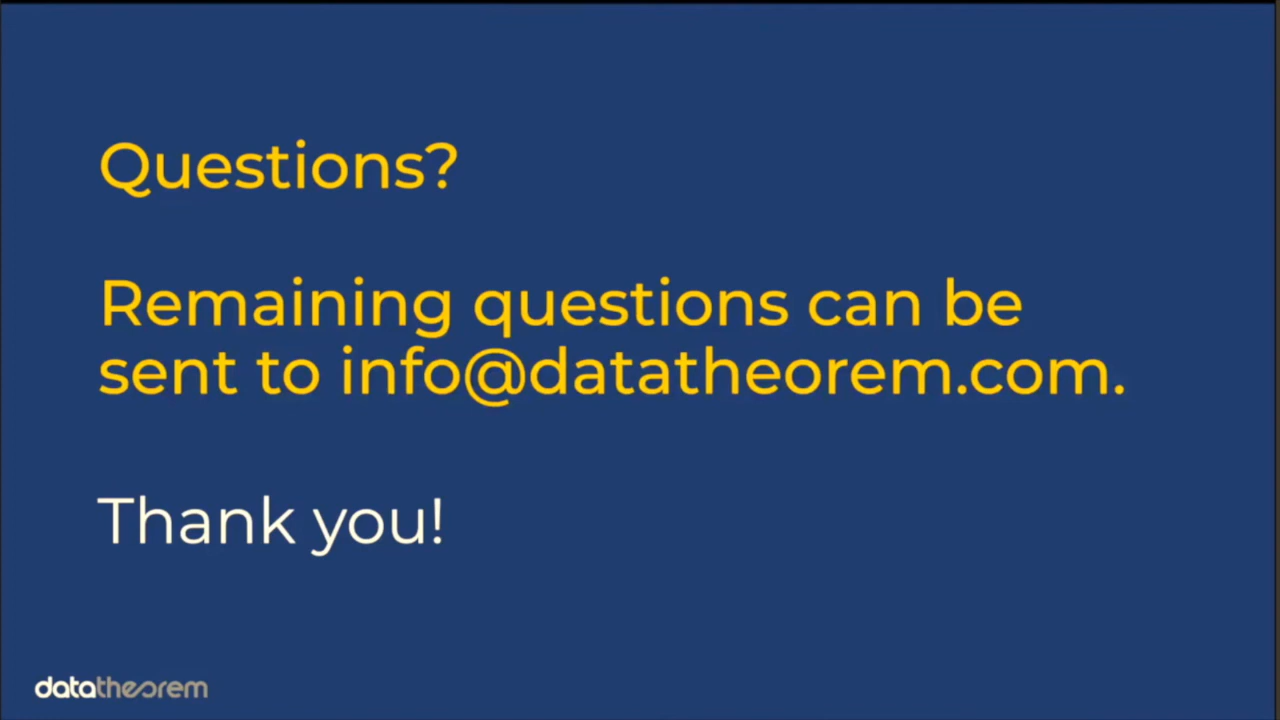 Questions?
Remaining questions can be
sent to info@datatheorem.com.
Thank you!
datatheorem